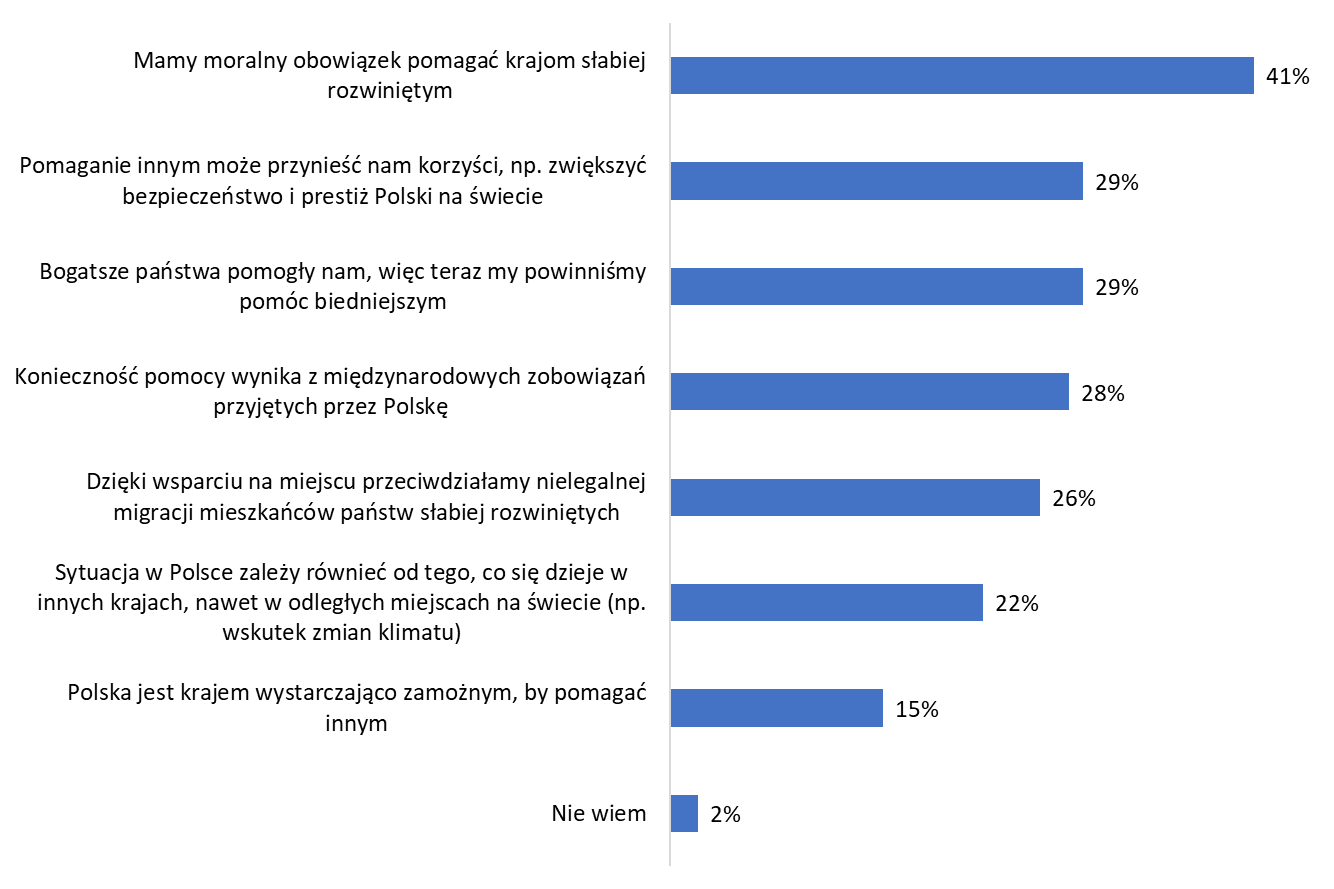 Mamy moralny obowiązek pomagać krajom słabiej
rozwiniętym
41%
Pomaganie innym może przynieść nam korzyści, np. zwiększyć
bezpieczeństwo i prestiż Polski na świecie
29%
Bogatsze państwa pomogły nam, więc teraz my powinniśmy
pomóc biedniejszym
29%
Konieczność pomocy wynika z międzynarodowych zobowiązań
przyjętych przez Polskę
28%
Dzięki wsparciu na miejscu przeciwdziałamy nielegalnej
migracji mieszkańców państw słabiej rozwiniętych
26%
Sytuacja w Polsce zależy równieć od tego, co się dzieje w
innych krajach, nawet w odległych miejscach na świecie (np.
wskutek zmian klimatu)
22%
Polska jest krajem wystarczająco zamożnym, by pomagać
innym
15%
Nie wiem
2%